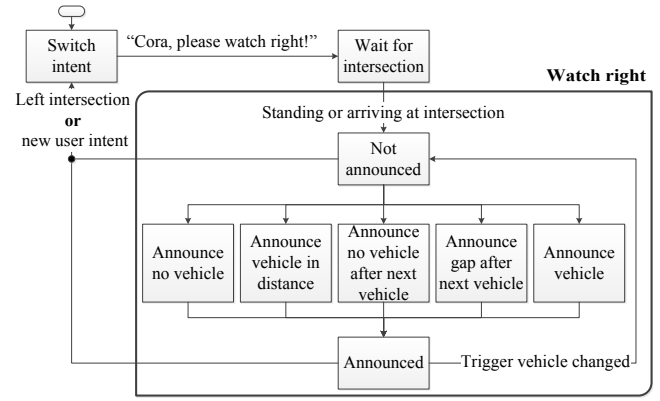 Switch
intent
“Cora, please watch right!”
Wait for
intersection
Watch right
Left intersection
or
new user intent
Standing or arriving at intersection
Not
announced
Announce
no vehicle
Announce
vehicle in
distance
Announce
no vehicle
after next
vehicle
Announce
gap after
next vehicle
Announce
vehicle
Announced
Trigger vehicle changed